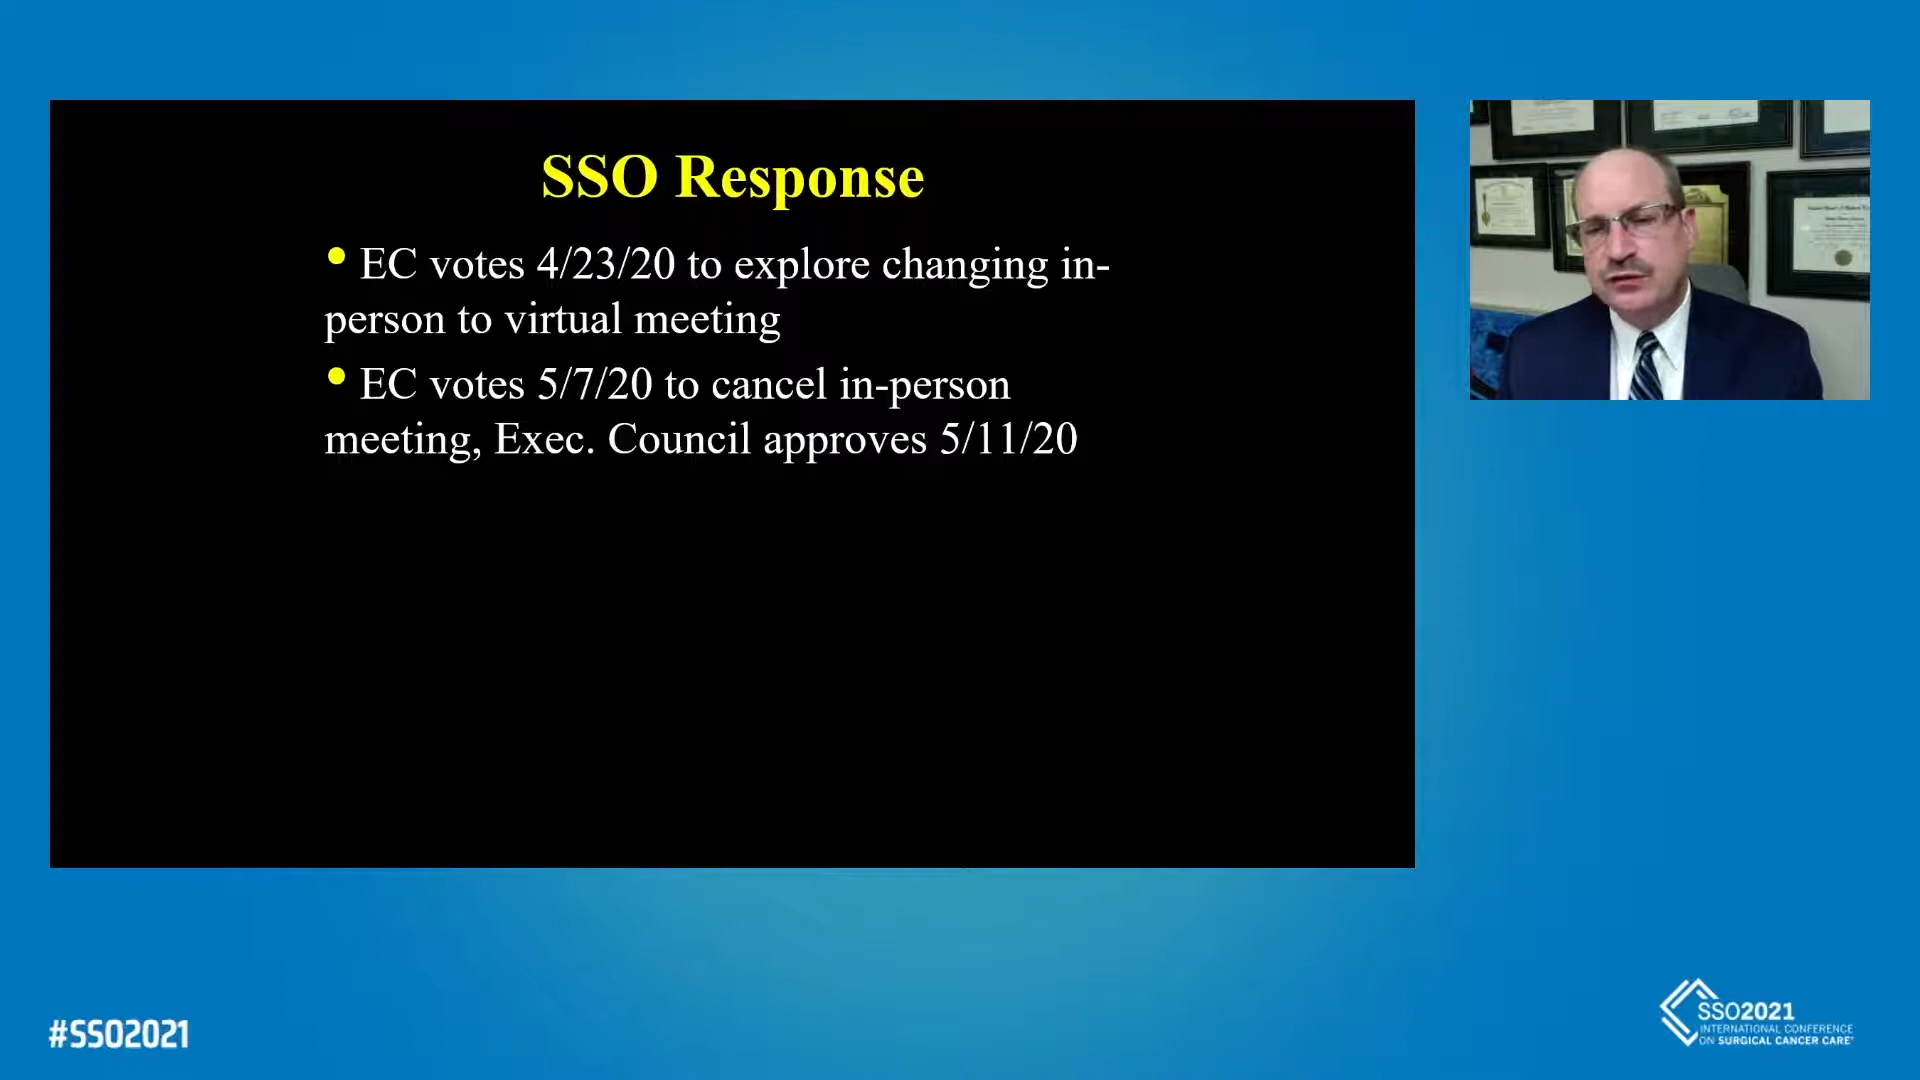 SSO Response
• EC votes 4/23/20 to explore changing in-
person to virtual meeting
• EC votes 5/7/20 to cancel in-person
meeting, Exec. Council approves 5/11/20
#SSO2021
SSO2021
INTERNATIONAL CONFERENCE
ON SURGICAL CANCER CARE